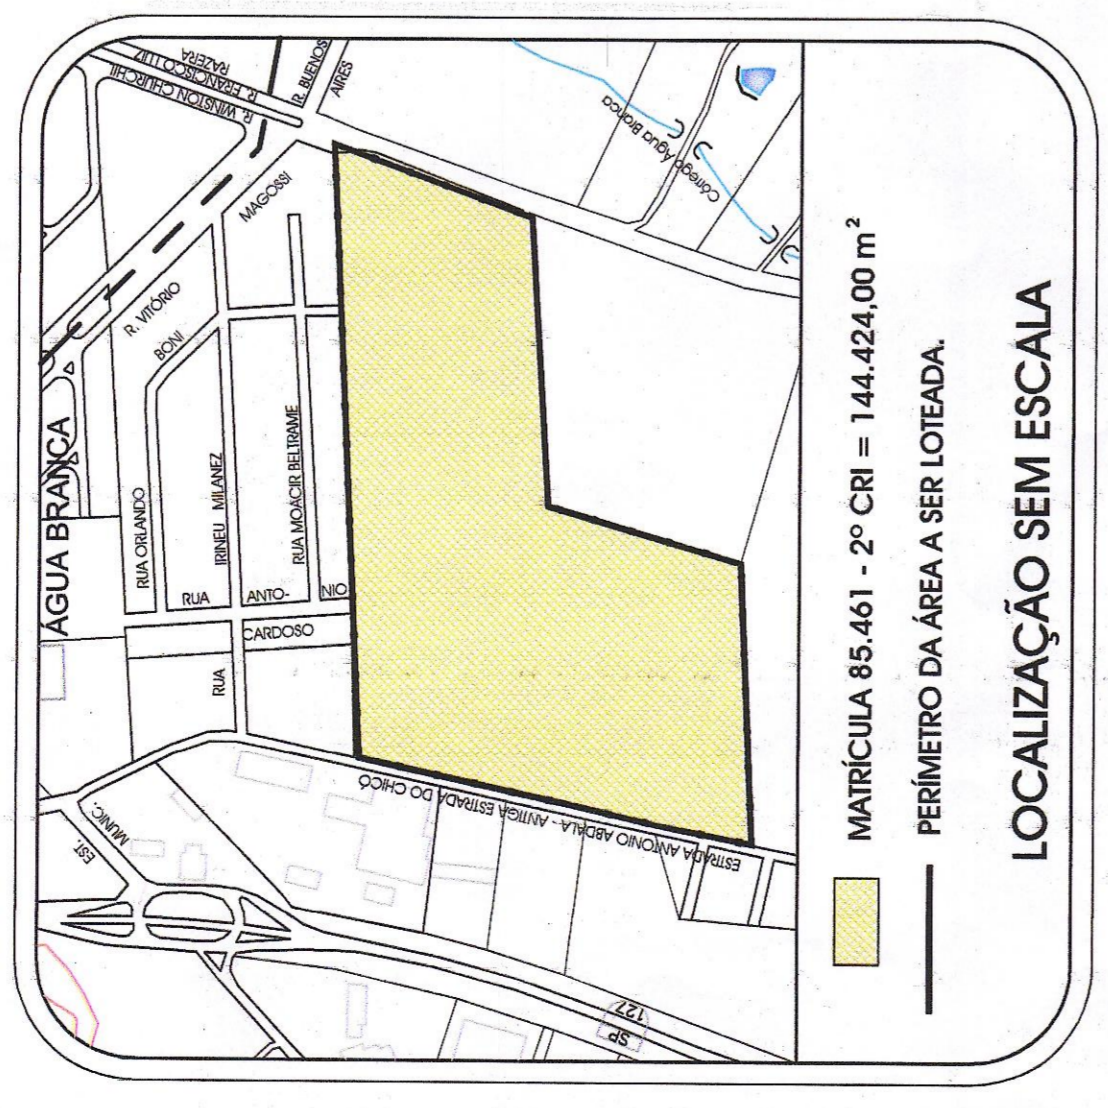 R. WINSTON CHURCHIL
R. FRANCISCO LUIZ
RAZERA
R. BUENOS
AIRES
MAGOSSI
Córrego Água Branca
R. VITÓRIO
BONI
ÁGUA BRANCA
RUA ORLANDO
IRINEU MILANEZ
RUA MOACIR BELTRAME
RUA
ANTO-
NIO
CARDOSO
RUA
ESTRADA ANTONIO ABDALA - ANTIGA ESTRADA DO CHICÓ
EST.
MUNIC.
SP
127
MATRÍCULA 85.461 - 2º CRI = 144.424,00 m²
PERÍMETRO DA ÁREA A SER LOTEADA.
LOCALIZAÇÃO SEM ESCALA